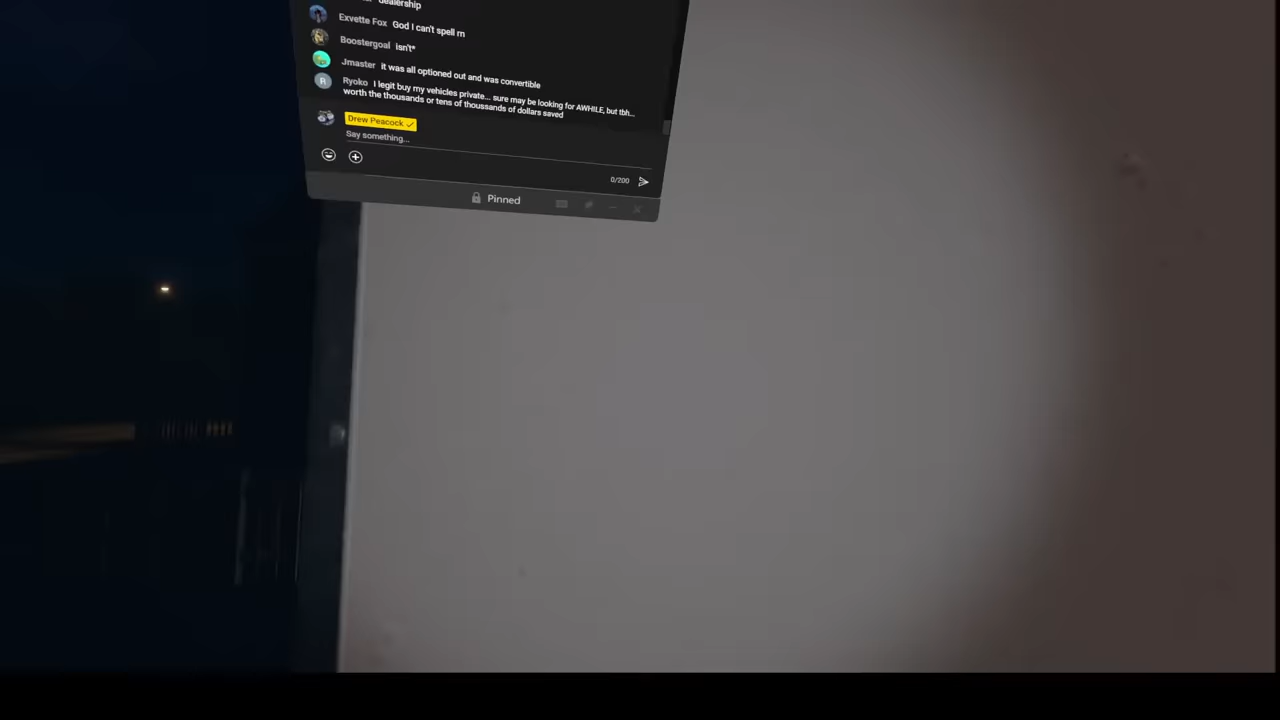 dealership
Exvette Fox God I can't spell rn
Boostergoal isn't*
Jmaster it was all optioned out and was convertible
Ryoko I legit buy my vehicles private... sure may be looking for AWHILE, but tbh...
worth the thousands or tens of thoussands of dollars saved
R
Drew Peacock
Say something...
0/200
Pinned